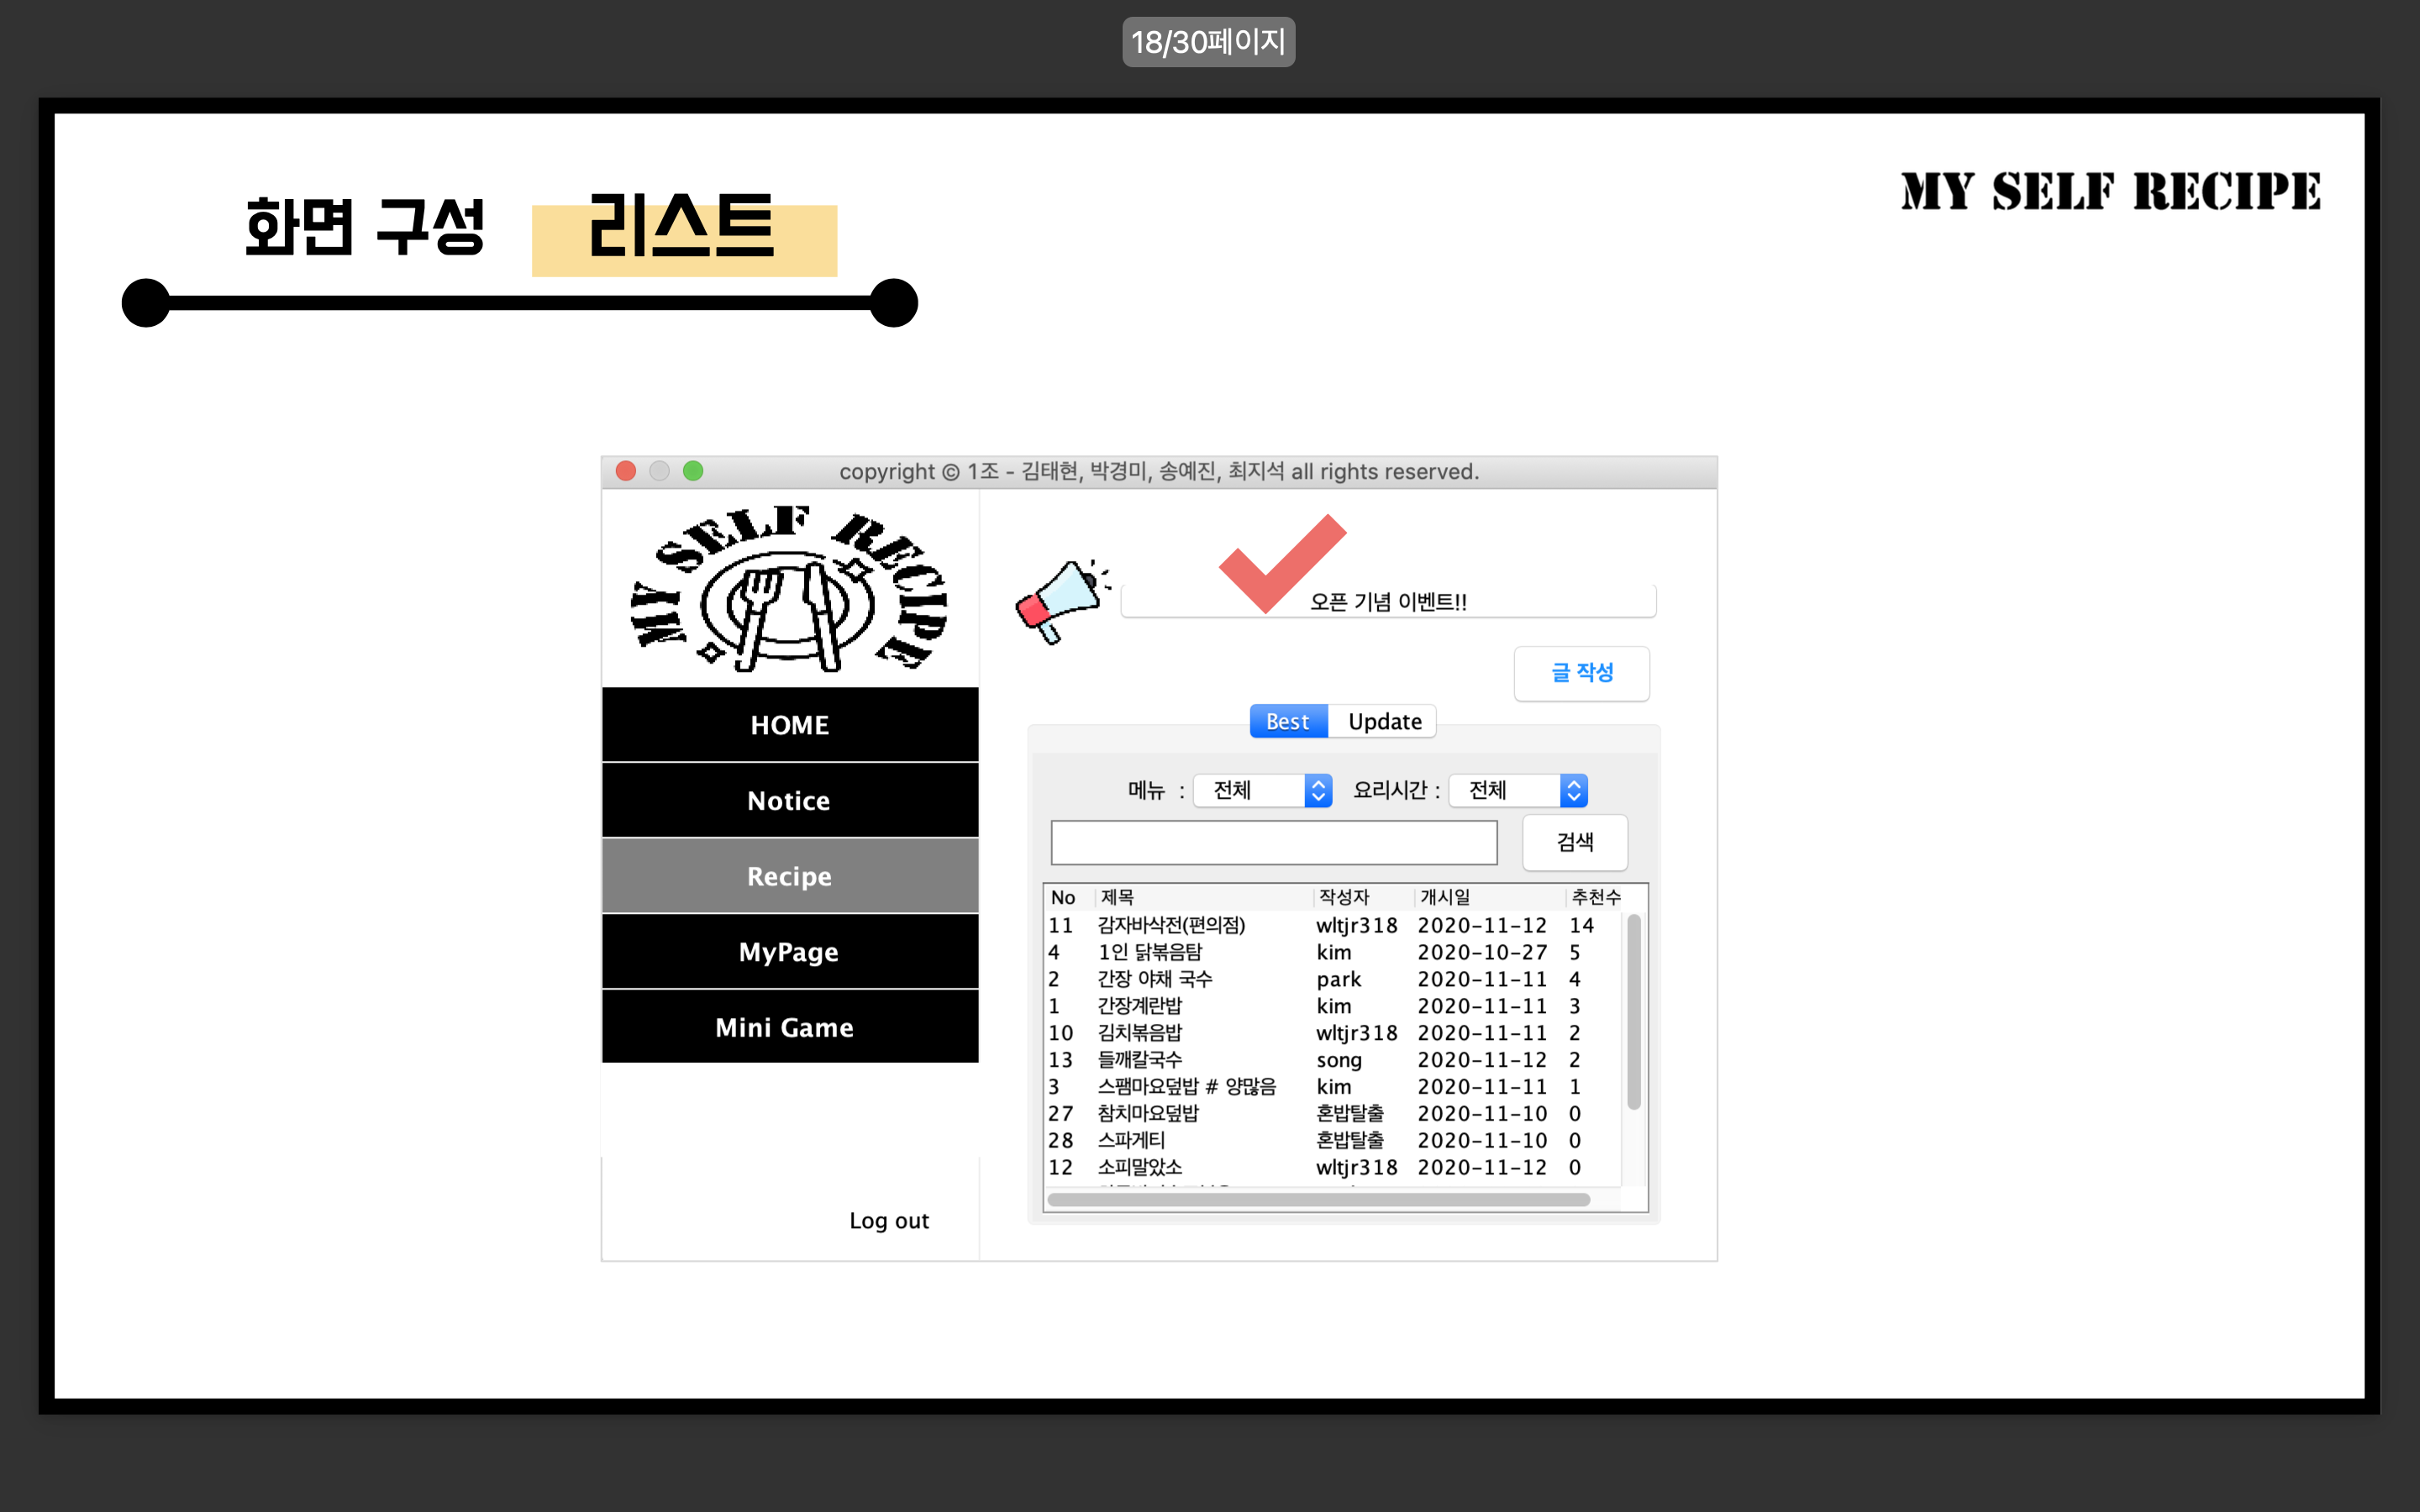 18/30페이지
화면 구성 리스트
MY SELF RECIPE
copyright © 1조 - 김태현, 박경미, 송예진, 최지석 all rights reserved.
MY SELF RECIPE
오픈 기념 이벤트!!
글 작성
HOME
Notice
Recipe
MyPage
Mini Game
Log out
Best Update
메뉴 : 전체 요리시간 : 전체
검색
No 제목 작성자 개시일 추천수
11 감자바삭전(편의점) wltjr318 2020-11-12 14
4 1인 닭볶음탕 kim 2020-10-27 5
2 간장 야채 국수 park 2020-11-11 4
1 간장계란밥 kim 2020-11-11 3
10 김치볶음밥 wltjr318 2020-11-11 2
13 들깨칼국수 song 2020-11-12 2
3 스팸마요덮밥 # 양많음 kim 2020-11-11 1
27 참치마요덮밥 혼밥탈출 2020-11-10 0
28 스파게티 혼밥탈출 2020-11-10 0
12 소피말았소 wltjr318 2020-11-12 0